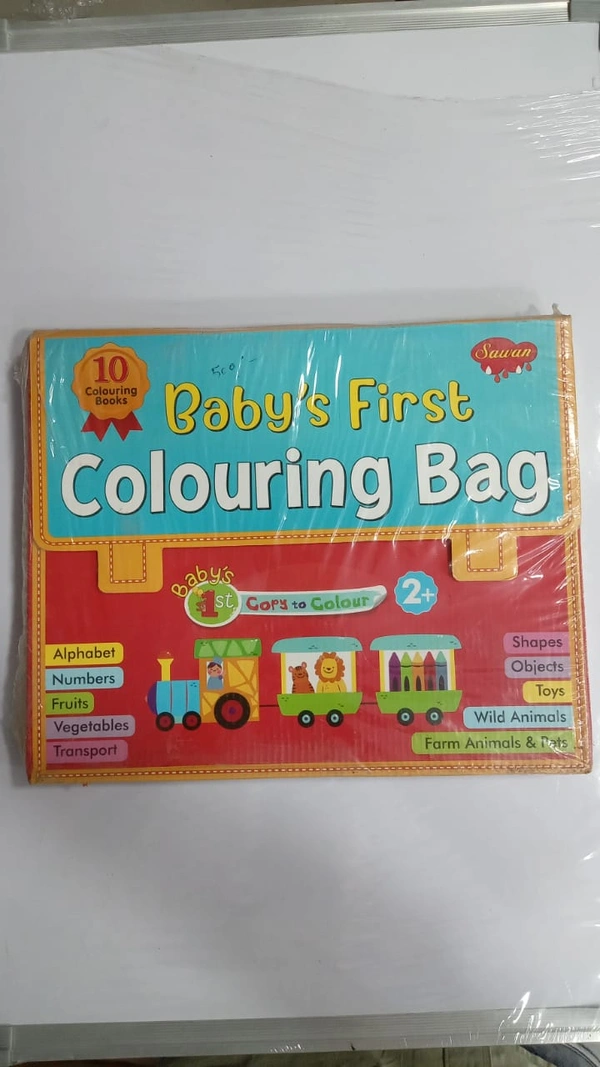 10
Colouring
Books
500/-
Sawan
Baby's First
Colouring Bag
Baby's
1st
Copy to Colour
2+
Alphabet
Numbers
Fruits
Vegetables
Transport
Shapes
Objects
Toys
Wild Animals
Farm Animals & Pets